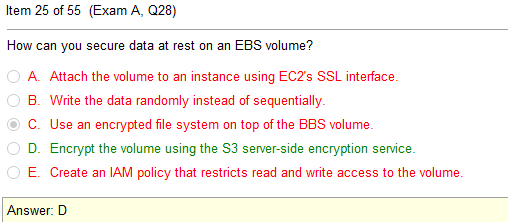 Item 25 of 55 (Exam A, Q28)
How can you secure data at rest on an EBS volume?
A. Attach the volume to an instance using EC2's SSL interface.
B. Write the data randomly instead of sequentially.
C. Use an encrypted file system on top of the BBS volume.
D. Encrypt the volume using the S3 server-side encryption service.
E. Create an IAM policy that restricts read and write access to the volume.
Answer: D